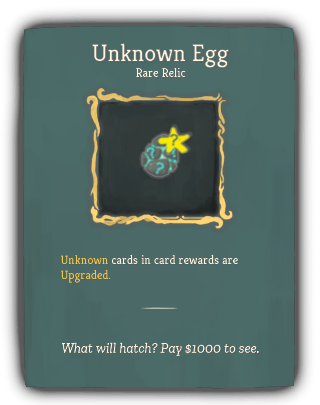 Unknown Egg
Rare Relic
Unknown cards in card rewards are
Upgraded.
What will hatch? Pay $1000 to see.